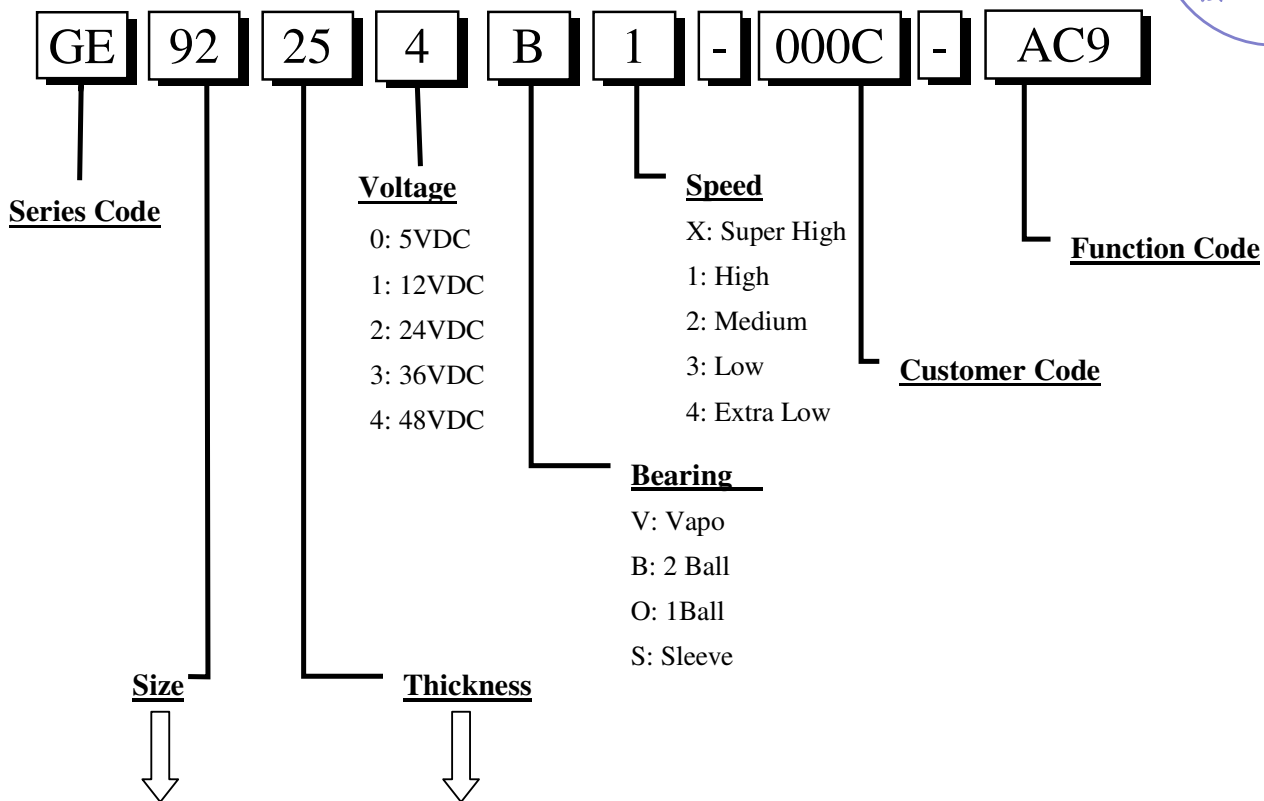 GE 92 25 4 B 1 - 000C - AC9
Series Code
Voltage
0: 5VDC
1: 12VDC
2: 24VDC
3: 36VDC
4: 48VDC
Speed
X: Super High
1: High
2: Medium
3: Low
4: Extra Low
Function Code
Customer Code
Bearing
V: Vapo
B: 2 Ball
O: 1Ball
S: Sleeve
Size
Thickness